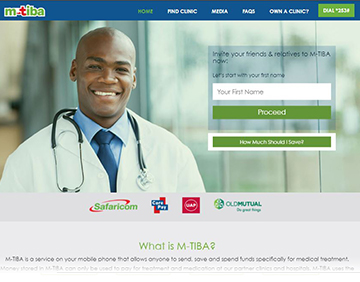 m-tiba
HOME FIND CLINIC MEDIA FAQS OWN A CLINIC? DIAL *253#
Invite your friends & relatives to M-TIBA
now:
Let's start with your first name
Your First Name
Proceed
How Much Should I Save?
Safaricom
Care
Pay
UAP
OLDMUTUAL
Do great things
What is M-TIBA?
M-TIBA is a service on your mobile phone that allows anyone to send, save and spend funds specifically for medical treatment.
Money stored in M-TIBA can only be used to pay for treatment and medication at our partner clinics and hospitals. M-TIBA uses the